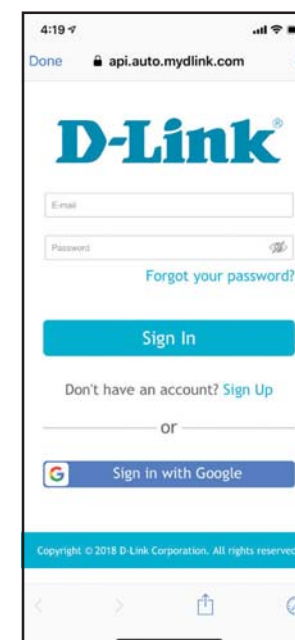 4:19
Done api.auto.mydlink.com
D-Link®
E-mail
Password
Forgot your password?
Sign In
Don't have an account? Sign Up
or
G Sign in with Google
Copyright © 2018 D-Link Corporation. All rights reserved